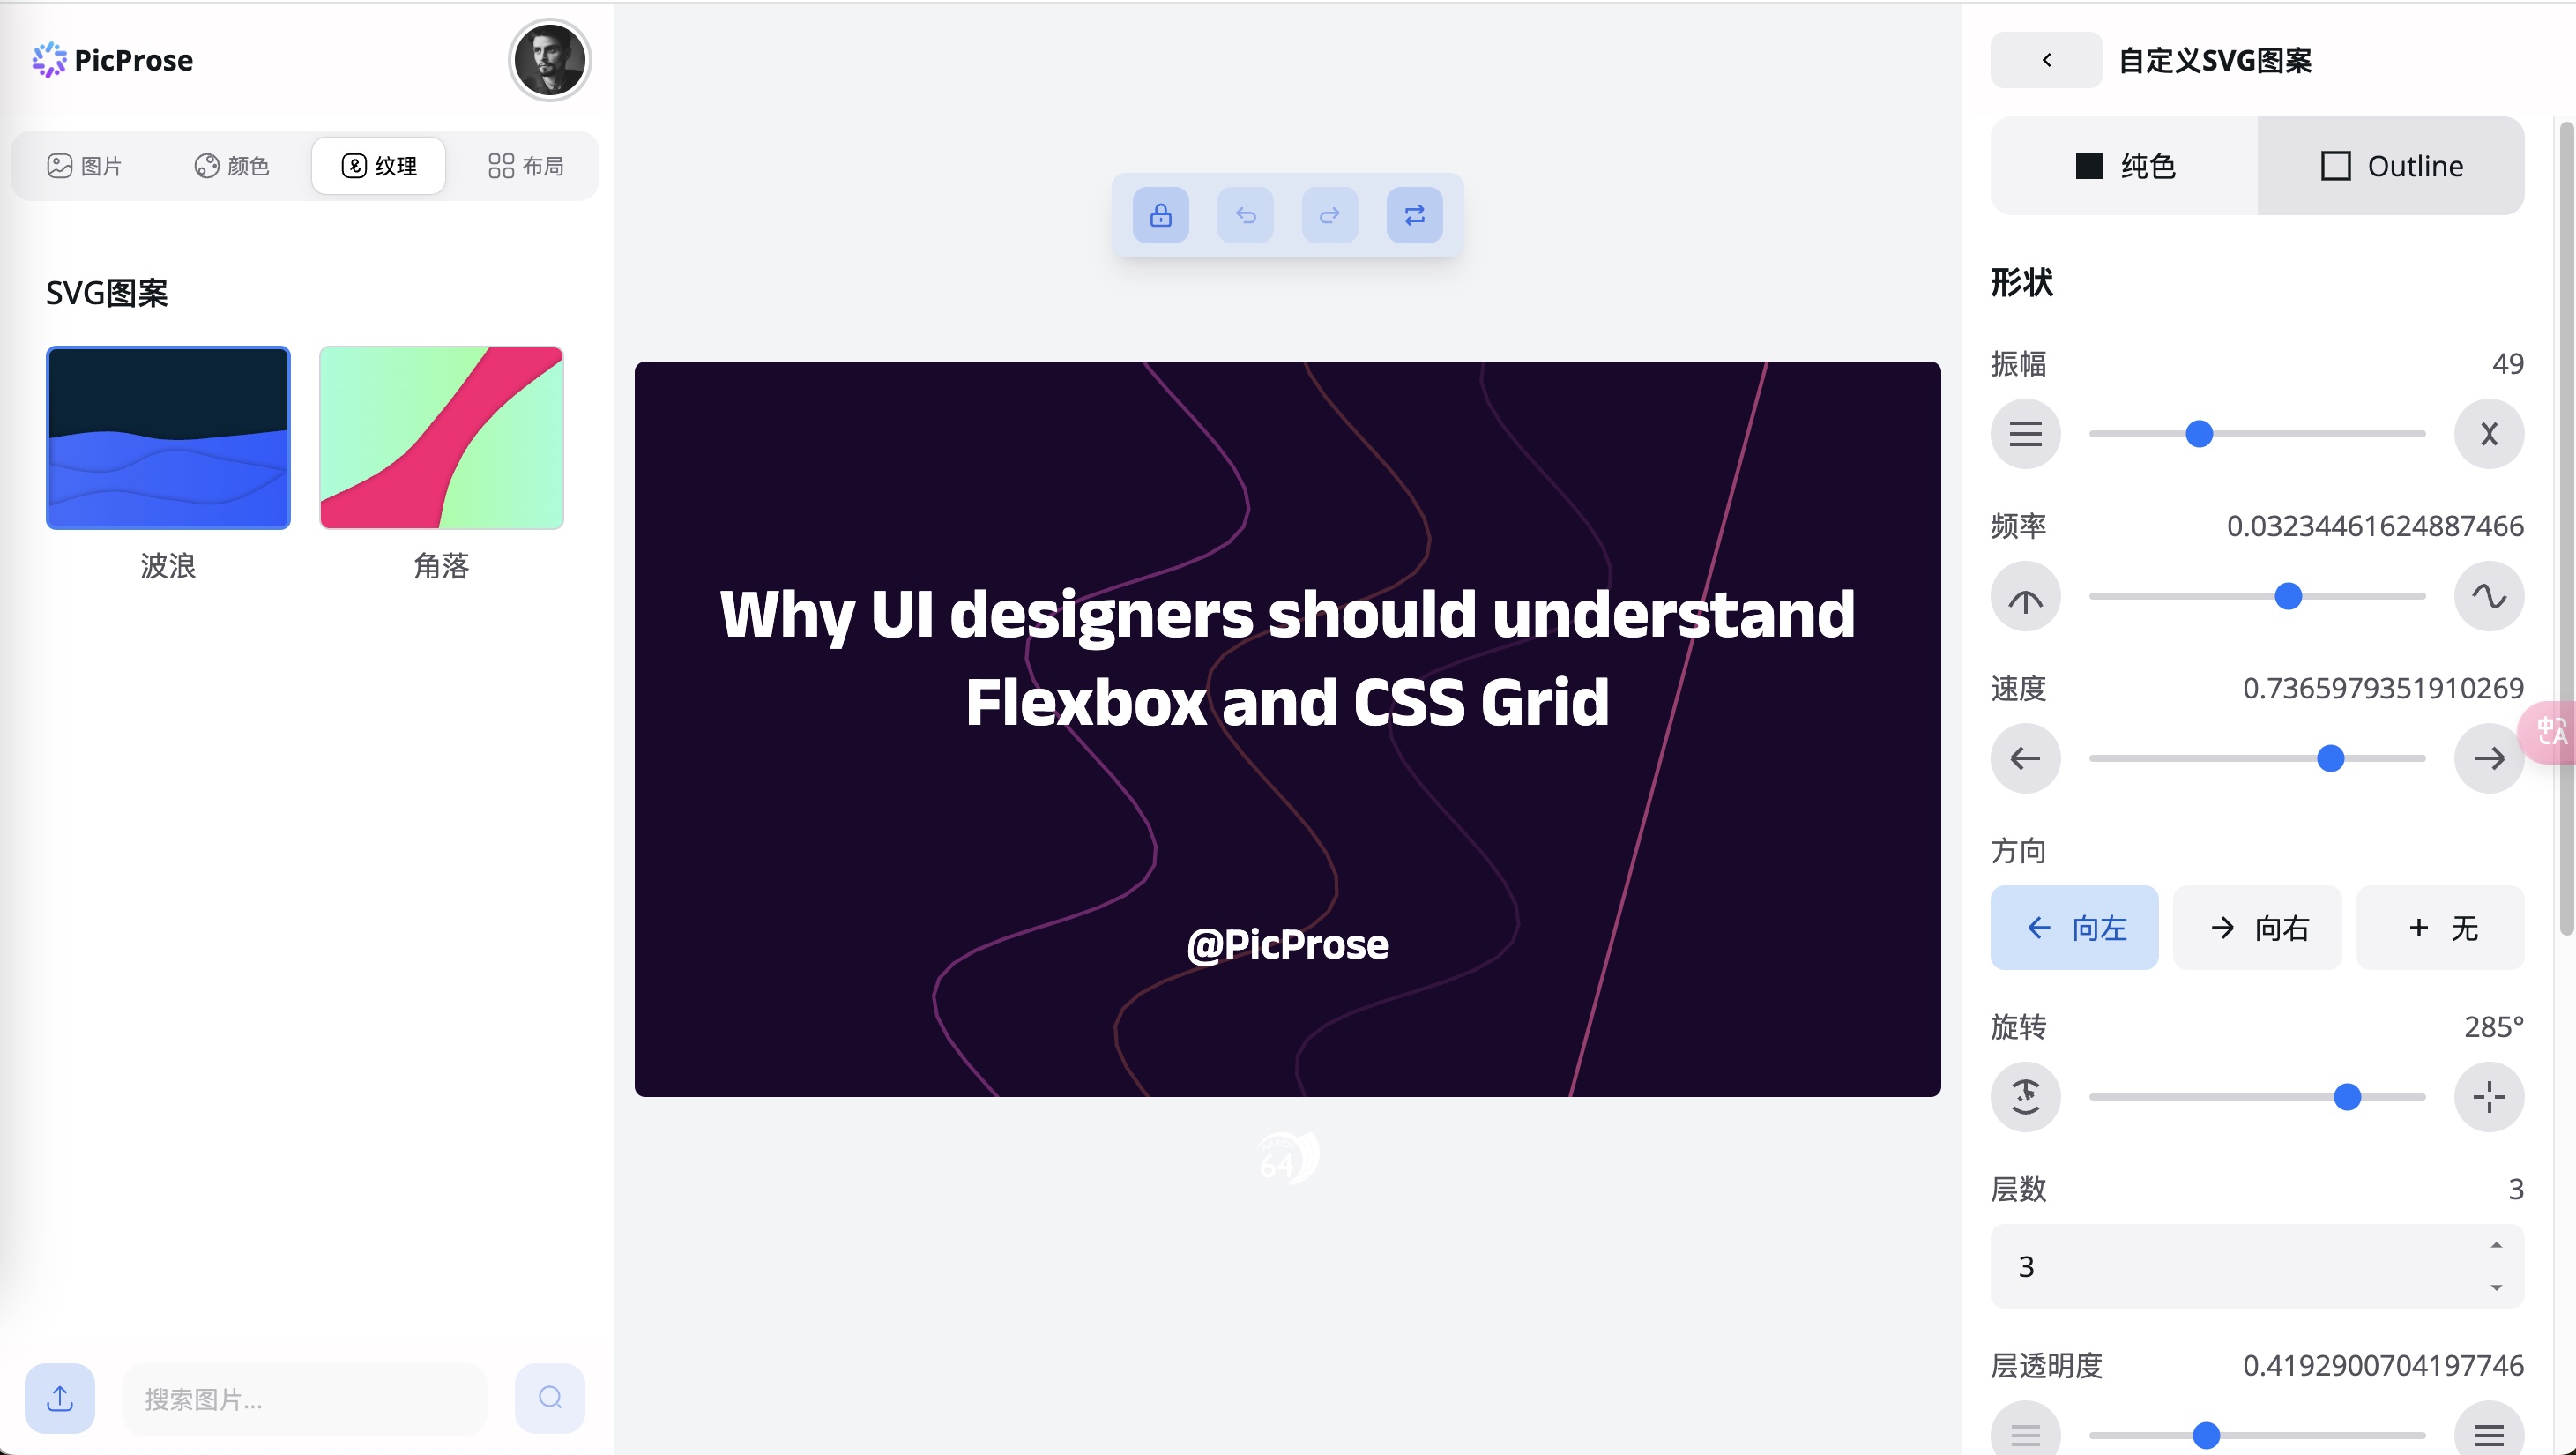 PicProse
图片
颜色
纹理
布局
SVG图案
波浪
角落
搜索图片...
Why UI designers should understand
Flexbox and CSS Grid
@PicProse
64
自定义SVG图案
纯色
Outline
形状
振幅 49
频率 0.03234461624887466
速度 0.7365979351910269
中A
方向
向左
向右
无
旋转 285°
层数 3
3
层透明度 0.4192900704197746